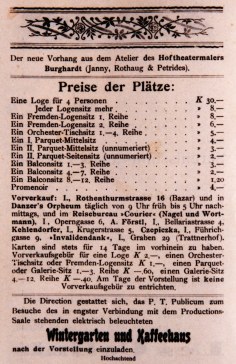 Der neue Vorhang aus dem Atelier des Hoftheatermalers
Burghardt (Janny, Rothaug & Petrides).
Preise der Plätze:
Eine Loge für 4 Personen K 30.—
Jeder Logensitz mehr » 8.—
Ein Fremden-Logensitz 1. Reihe » 8.—
Ein Fremden-Logensitz 2. Reihe »
Ein Orchester-Tischsitz 1.—4. Reihe » 5.—
Ein I. Parquet-Mittelsitz »
Ein II. Parquet-Mittelsitz (unnumeriert) »
Ein II. Parquet-Seitensitz (unnumeriert) »
Ein Balconsitz 1.—3. Reihe »
Ein Balconsitz 4.—7. Reihe »
Ein Balconsitz 8.—12. Reihe »
Promenoir »
Vorverkauf: I., Rothenthurmstrasse 16 (Bazar) und in
Danzer's Orpheum täglich von 9 Uhr früh bis 5 Uhr nach-
mittags, und im Reisebureau »Courier« (Nagel und Wort-
mann), I., Operngasse 6, A. Förstl, I., Bellariastrasse 4,
Kohlendorfer, I., Krugerstrasse 5, Czepiczka, I., Führich-
gasse 9. »Invalidendank«, I., Graben 29 (Trattnerhof).
Karten sind stets für 14 Tage im vorhinein zu haben.
Vorverkaufsgebühr für eine Loge K 2.—, einen Orchester-
Tischsitz oder Fremden-Logensitz K 1.—, einen Parquet-
oder Galerie-Sitz 1.—3. Reihe K —.60, einen Galerie-Sitz
4.—12. Reihe K —.40. Am Tage der Vorstellung ist keine
Vorverkaufsgebühr zu entrichten.
Die Direction gestattet sich, das P. T. Publicum zum
Besuche des in engster Verbindung mit dem Productions-
Saale stehenden elektrisch beleuchteten
Wintergarten und Kaffeehaus
nach der Vorstellung einzuladen.
Hochachtend